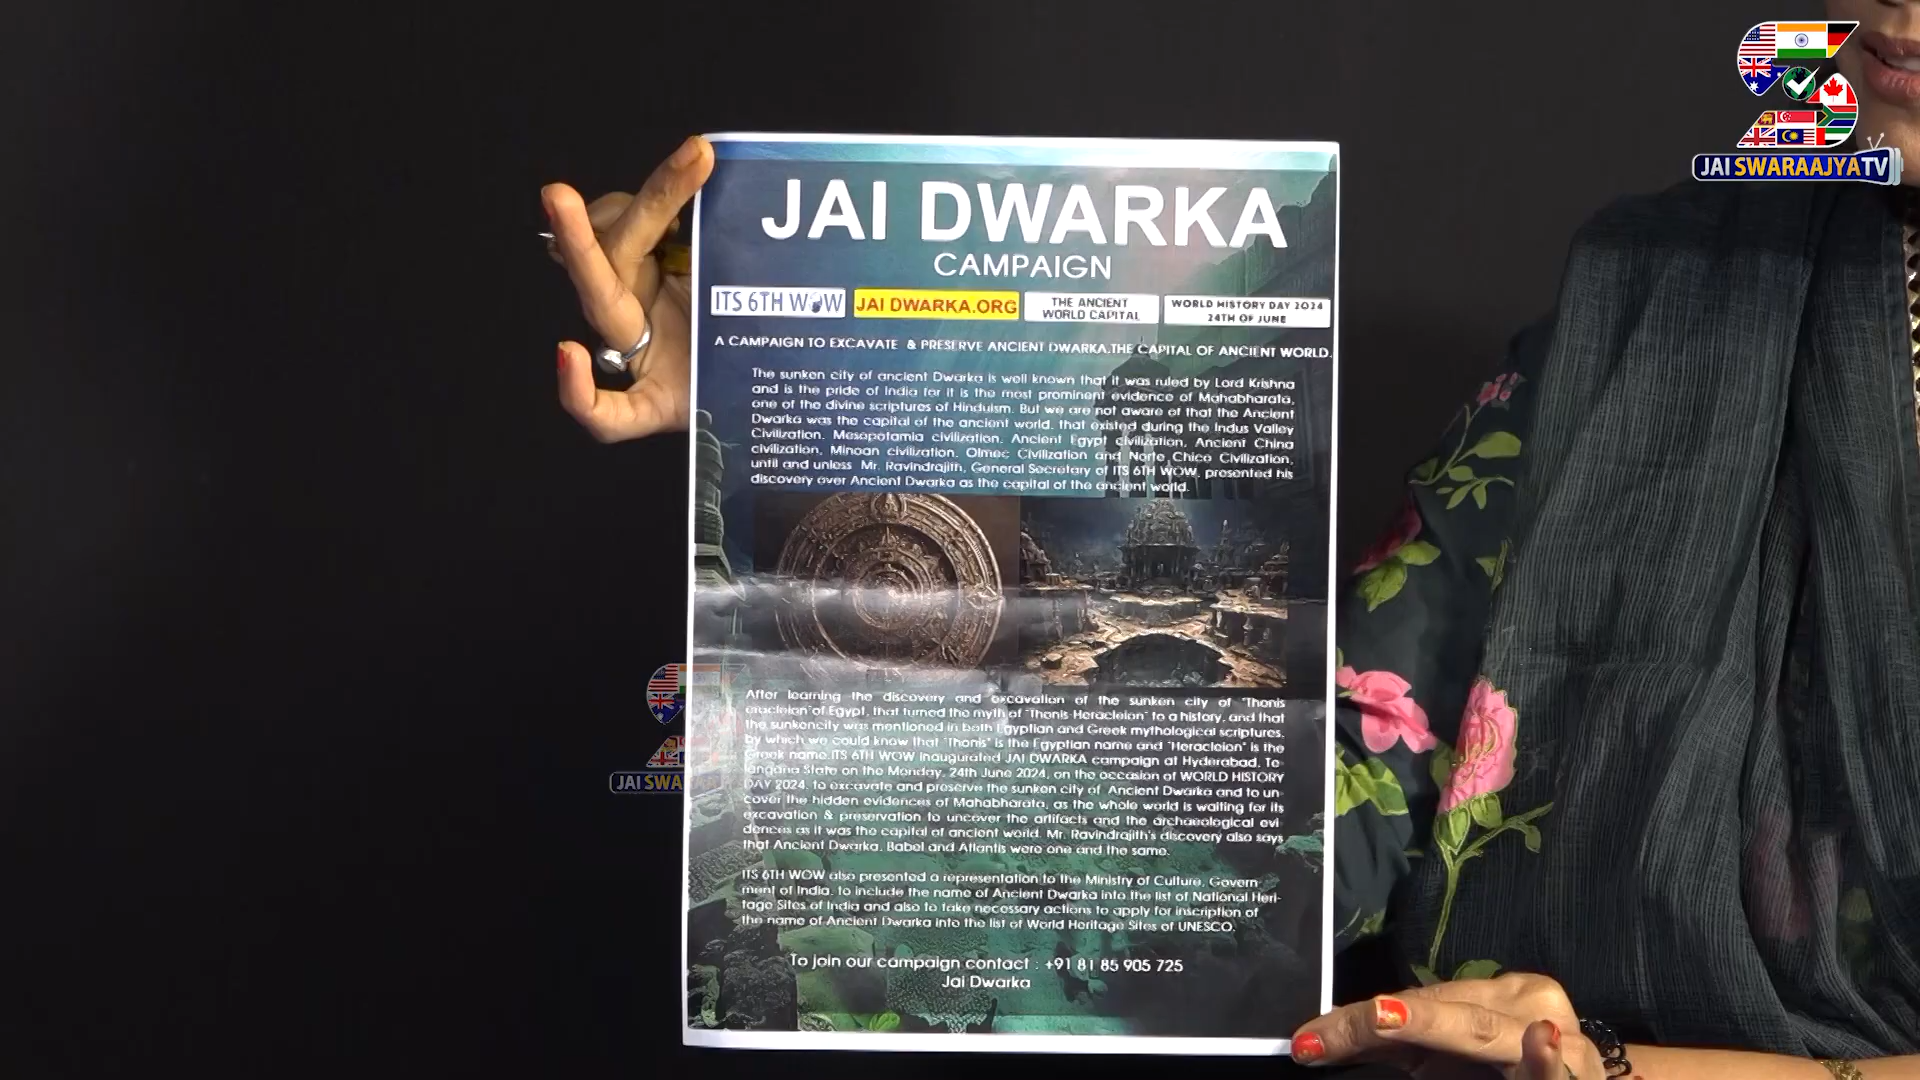 JAI SWARAAJYA TV
JAI DWARKA
CAMPAIGN
ITS 6TH WOW
JAI DWARKA.ORG
THE ANCIENT
WORLD CAPITAL
WORLD HISTORY DAY 2024
24TH OF JUNE
A CAMPAIGN TO EXCAVATE & PRESERVE ANCIENT DWARKA,THE CAPITAL OF ANCIENT WORLD.
The sunken city of ancient Dwarka is well known that it was ruled by Lord Krishna
and is the pride of India for it is the most prominent evidence of Mahabharata,
one of the divine scriptures of Hinduism. But we are not aware of that the Ancient
Dwarka was the capital of the ancient world, that existed during the Indus Valley
Civilization, Mesopotamia civilization, Ancient Egypt civilization, Ancient China
civilization, Minoan civilization, Olmec Civilization and Norte Chico Civilization,
until and unless Mr. Ravindrajith, General Secretary of ITS 6TH WOW, presented his
discovery over Ancient Dwarka as the capital of the ancient world.
After learning the discovery and excavation of the sunken city of "Thonis
eracleion"of Egypt, that turned the myth of "Thonis Heracleion" to a history, and that
the sunkencity was mentioned in both Egyptian and Greek mythological scriptures,
by which we could know that "Thonis" is the Egyptian name and "Heracleion" is the
Greek name.ITS 6TH WOW inaugurated JAI DWARKA campaign at Hyderabad, Te-
langana State on the Monday, 24th June 2024, on the occasion of WORLD HISTORY
DAY 2024, to excavate and preserve the sunken city of Ancient Dwarka and to un-
cover the hidden evidences of Mahabharata, as the whole world is waiting for its
excavation & preservation to uncover the artifacts and the archaeological evi-
dences as it was the capital of ancient world. Mr. Ravindrajith's discovery also says
that Ancient Dwarka, Babel and Atlantis were one and the same.
ITS 6TH WOW also presented a representation to the Ministry of Culture, Govern-
ment of India, to include the name of Ancient Dwarka into the list of National Heri-
tage Sites of India and also to take necessary actions to apply for inscription of
the name of Ancient Dwarka into the list of World Heritage Sites of UNESCO.
To join our campaign contact : +91 81 85 905 725
Jai Dwarka
JAI SWA